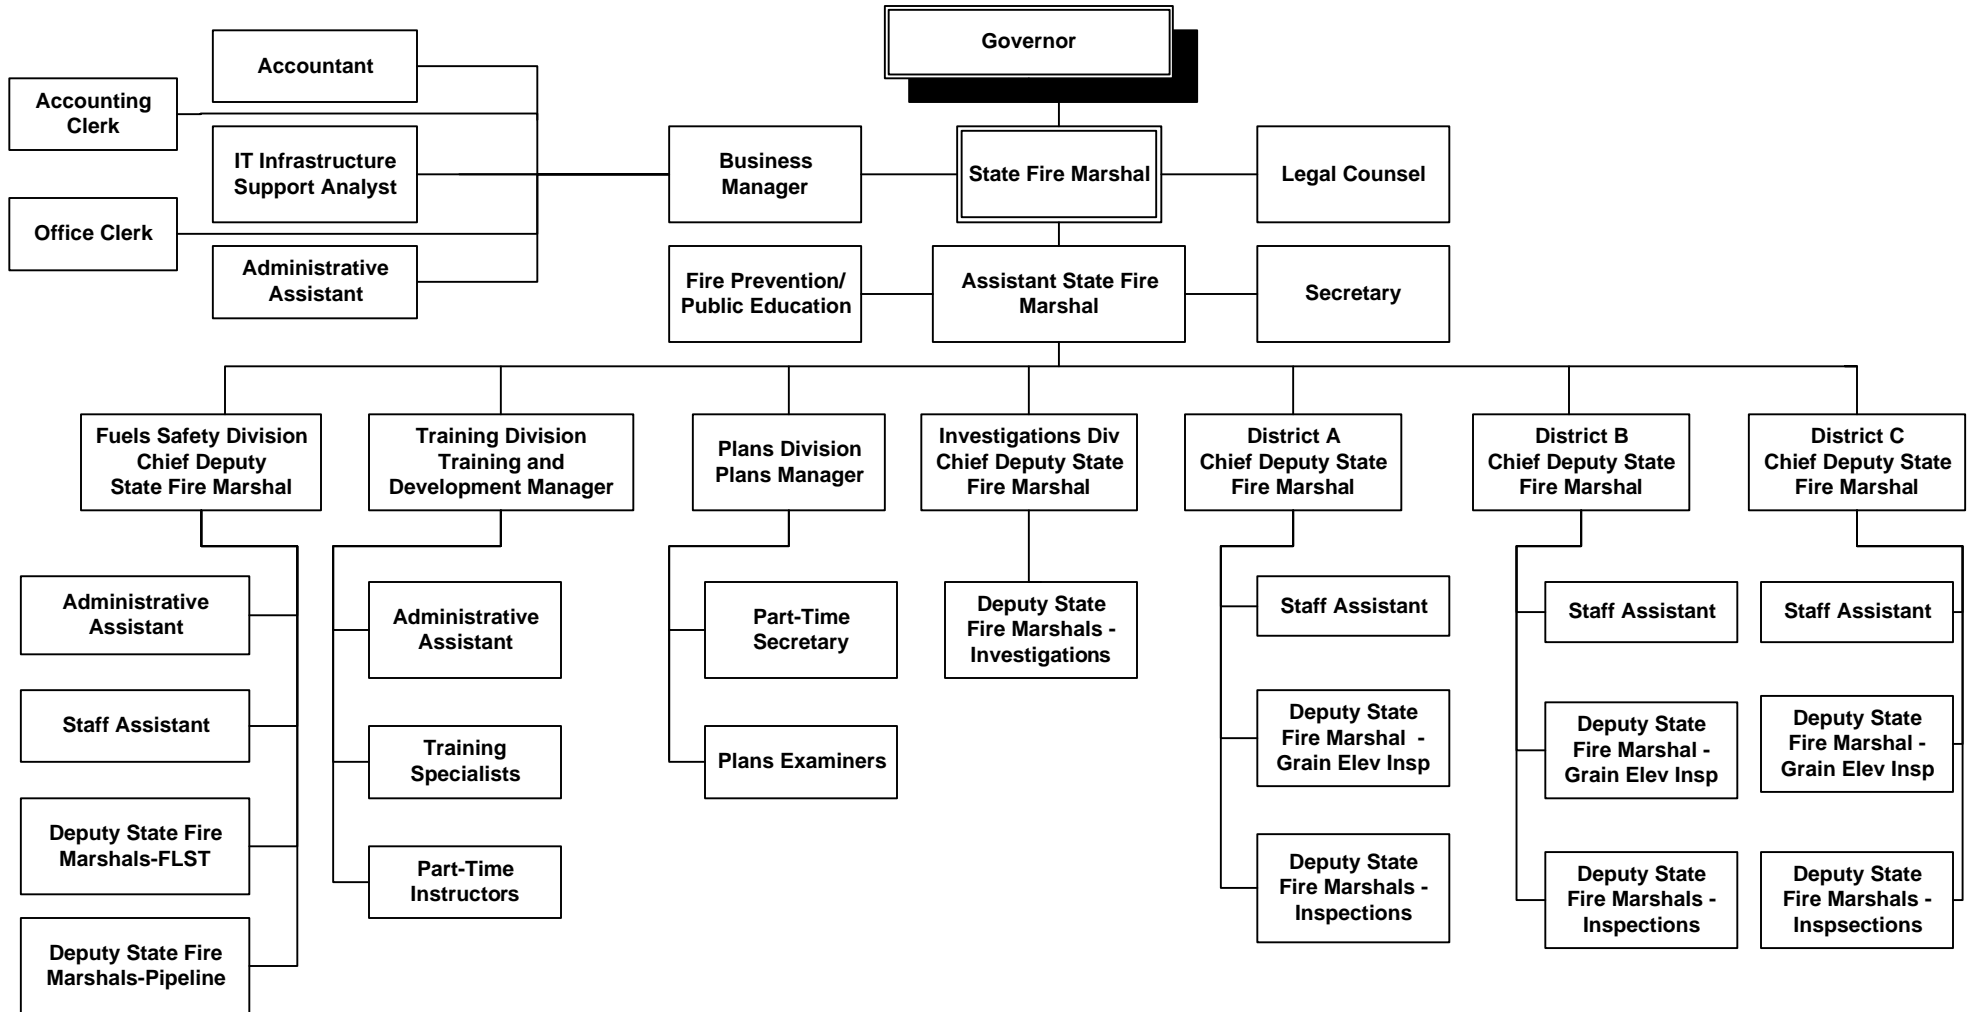 Governor
Accountant
Accounting
Clerk
IT Infrastructure
Support Analyst
Office Clerk
Administrative
Assistant
Business
Manager
State Fire Marshal
Legal Counsel
Fire Prevention/
Public Education
Assistant State Fire
Marshal
Secretary
Fuels Safety Division
Chief Deputy
State Fire Marshal
Training Division
Training and
Development Manager
Plans Division
Plans Manager
Investigations Div
Chief Deputy State
Fire Marshal
District A
Chief Deputy State
Fire Marshal
District B
Chief Deputy State
Fire Marshal
District C
Chief Deputy State
Fire Marshal
Administrative
Assistant
Staff Assistant
Deputy State Fire
Marshals-FLST
Deputy State Fire
Marshals-Pipeline
Administrative
Assistant
Training
Specialists
Part-Time
Instructors
Part-Time
Secretary
Plans Examiners
Deputy State
Fire Marshals -
Investigations
Staff Assistant
Deputy State
Fire Marshal  -
Grain Elev Insp
Deputy State
Fire Marshals -
Inspections
Staff Assistant
Deputy State
Fire Marshal -
Grain Elev Insp
Deputy State
Fire Marshals -
Inspections
Staff Assistant
Deputy State
Fire Marshal -
Grain Elev Insp
Deputy State
Fire Marshals -
Inspsections